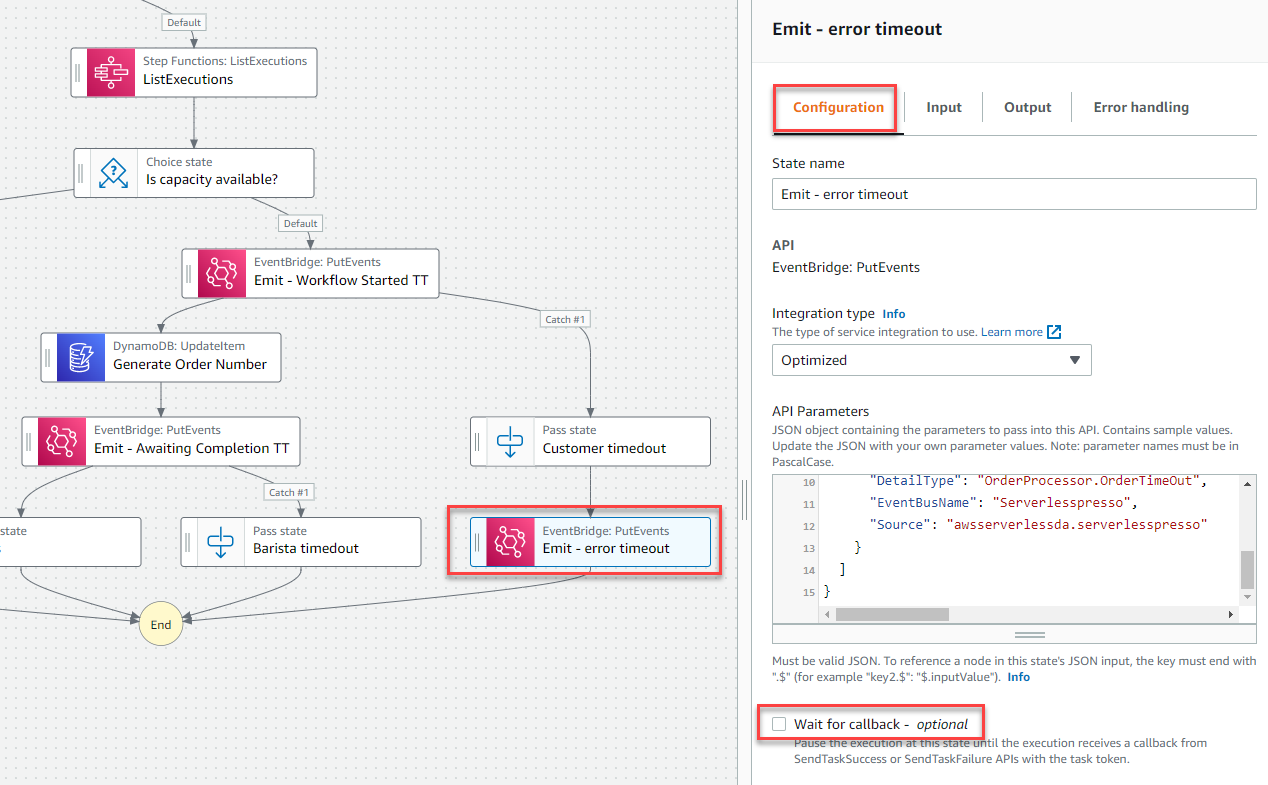 Default
Step Functions: ListExecutions
ListExecutions
Choice state
Is capacity available?
Default
EventBridge: PutEvents
Emit - Workflow Started TT
Catch #1
DynamoDB: UpdateItem
Generate Order Number
EventBridge: PutEvents
Emit - Awaiting Completion TT
Pass state
Customer timedout
Catch #1
state
Pass state
Barista timedout
EventBridge: PutEvents
Emit - error timeout
End
Emit - error timeout
Configuration
Input
Output
Error handling
State name
Emit - error timeout
API
EventBridge: PutEvents
Integration type Info
The type of service integration to use. Learn more
Optimized
API Parameters
JSON object containing the parameters to pass into this API. Contains sample values.
Update the JSON with your own parameter values. Note: parameter names must be in
PascalCase.
10 "DetailType": "OrderProcessor.OrderTimeOut",
11 "EventBusName": "Serverlesspresso",
12 "Source": "awsserverlessda.serverlesspresso"
13 }
14 ]
15 }
Must be valid JSON. To reference a node in this state's JSON input, the key must end with
".$" (for example "key2.$": "$.inputValue"). Info
Wait for callback - optional
Pause the execution at this state until the execution receives a callback from
SendTaskSuccess or SendTaskFailure APIs with the task token.